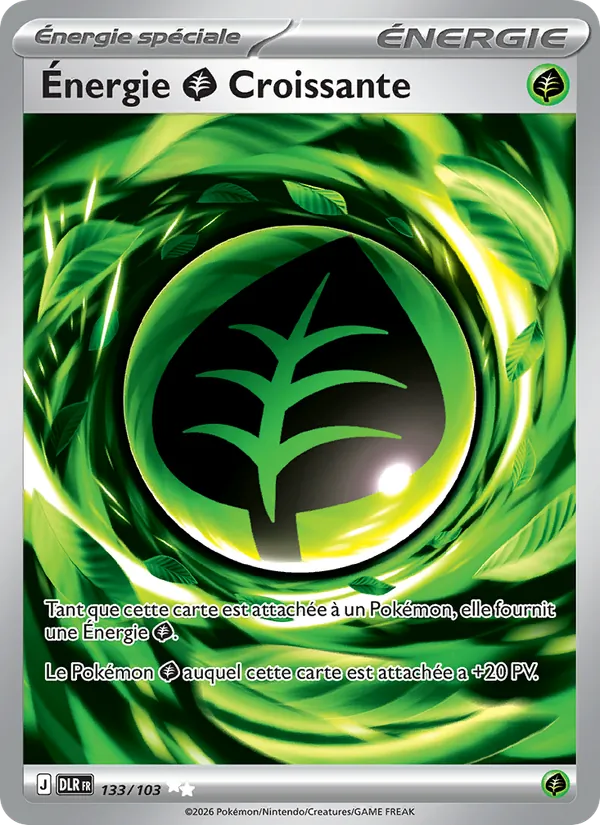 Énergie spéciale
ÉNERGIE
Énergie Croissante
Tant que cette carte est attachée à un Pokémon, elle fournit
une Énergie .
Le Pokémon auquel cette carte est attachée a +20 PV.
J DLR FR 133/103
©2026 Pokémon/Nintendo/Creatures/GAME FREAK